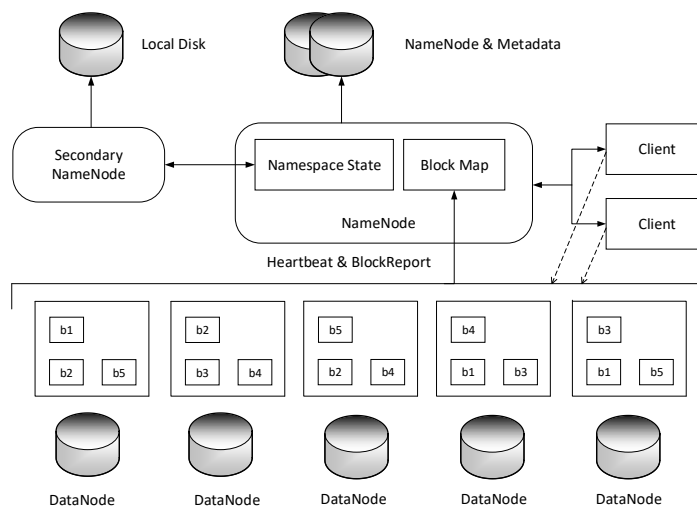 Local Disk
NameNode & Metadata
Secondary
NameNode
Namespace State
Block Map
NameNode
Client
Client
Heartbeat & BlockReport
b1
b2 b5
b2
b3 b4
b5
b2 b4
b4
b1 b3
b3
b1 b5
DataNode
DataNode
DataNode
DataNode
DataNode